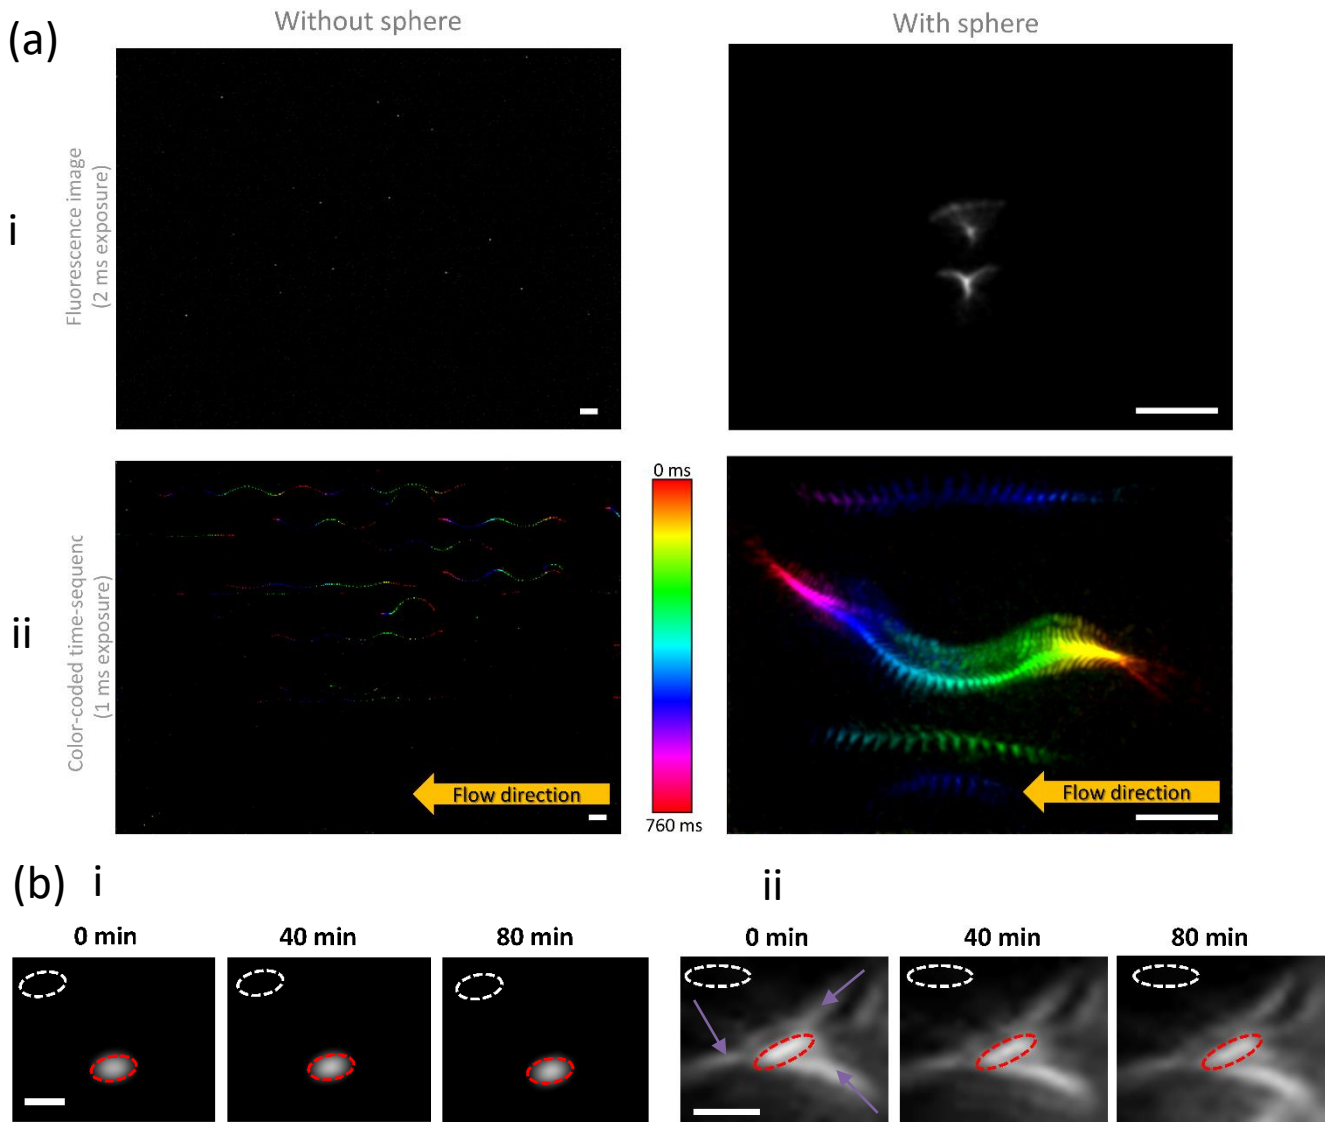 (a)
Without sphere
With sphere
i
Fluorescence image
(2 ms exposure)
ii
Color-coded time-sequenc
(1 ms exposure)
0 ms
760 ms
Flow direction
Flow direction
(b)
i
ii
0 min
40 min
80 min
0 min
40 min
80 min